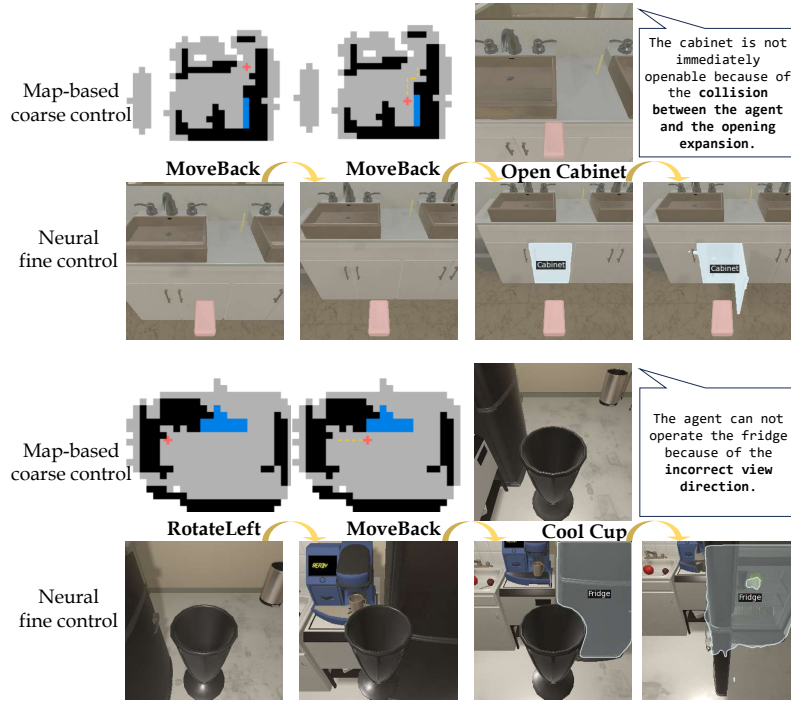 Map-based
coarse control
The cabinet is not
immediately
openable because of
the collision
between the agent
and the opening
expansion.
MoveBack
MoveBack
Open Cabinet
Neural
fine control
Cabinet
Cabinet
Map-based
coarse control
The agent can not
operate the fridge
because of the
incorrect view
direction.
RotateLeft
MoveBack
Cool Cup
Neural
fine control
READY
Fridge
Fridge